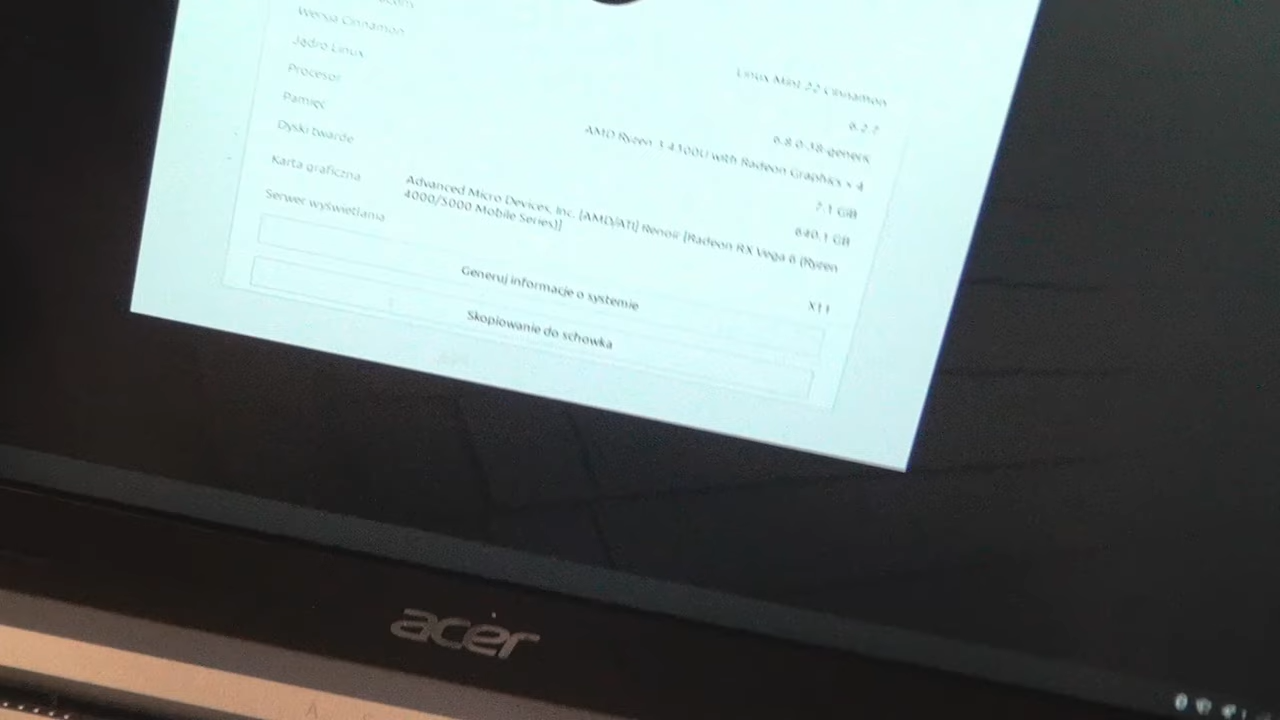 Wersja Cinnamon
Linux Mint 22 Cinnamon
Jądro Linux
6.2.7
Procesor
6.8.0-38-generic
Pamięć
AMD Ryzen 3 4300U with Radeon Graphics × 4
Dyski twarde
7.1 GiB
Karta graficzna
640.1 GB
Serwer wyświetlania
Advanced Micro Devices, Inc. [AMD/ATI] Renoir [Radeon RX Vega 6 (Ryzen
4000/5000 Mobile Series)]
X11
Generuj informacje o systemie
Skopiowanie do schowka
acer